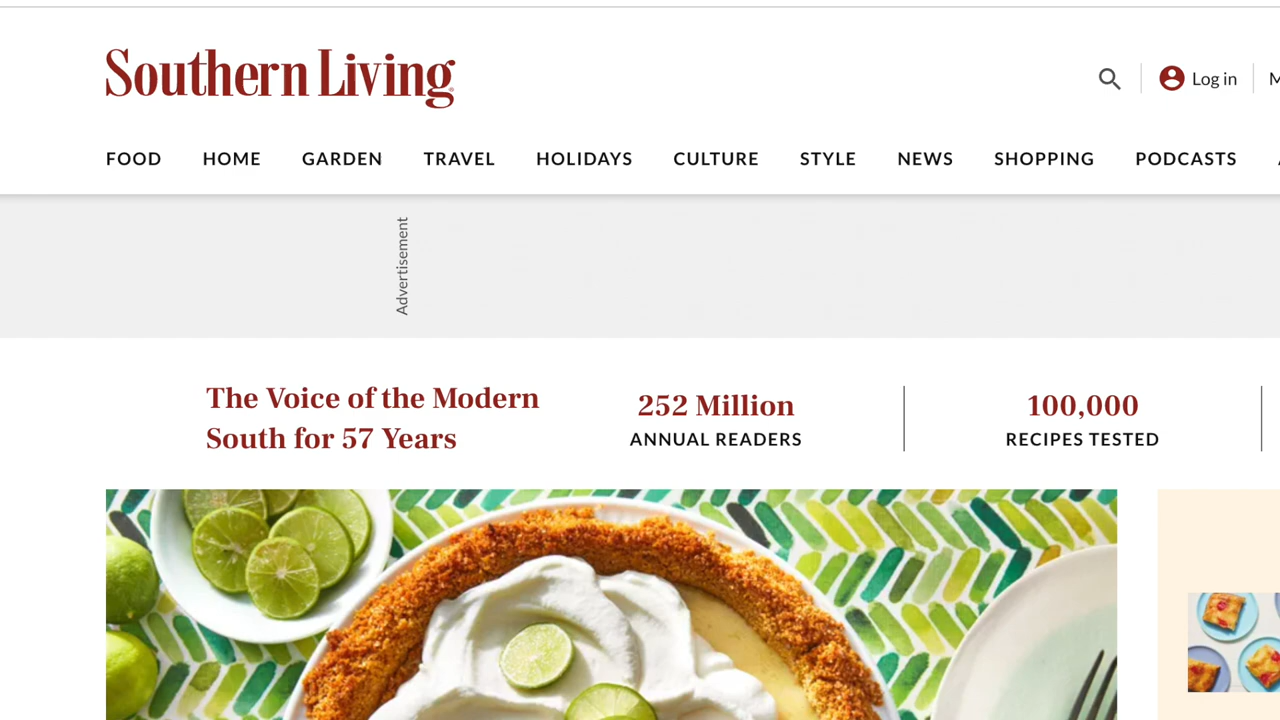 Southern Living
Log in
FOOD HOME GARDEN TRAVEL HOLIDAYS CULTURE STYLE NEWS SHOPPING PODCASTS
Advertisement
The Voice of the Modern
South for 57 Years
252 Million
ANNUAL READERS
100,000
RECIPES TESTED